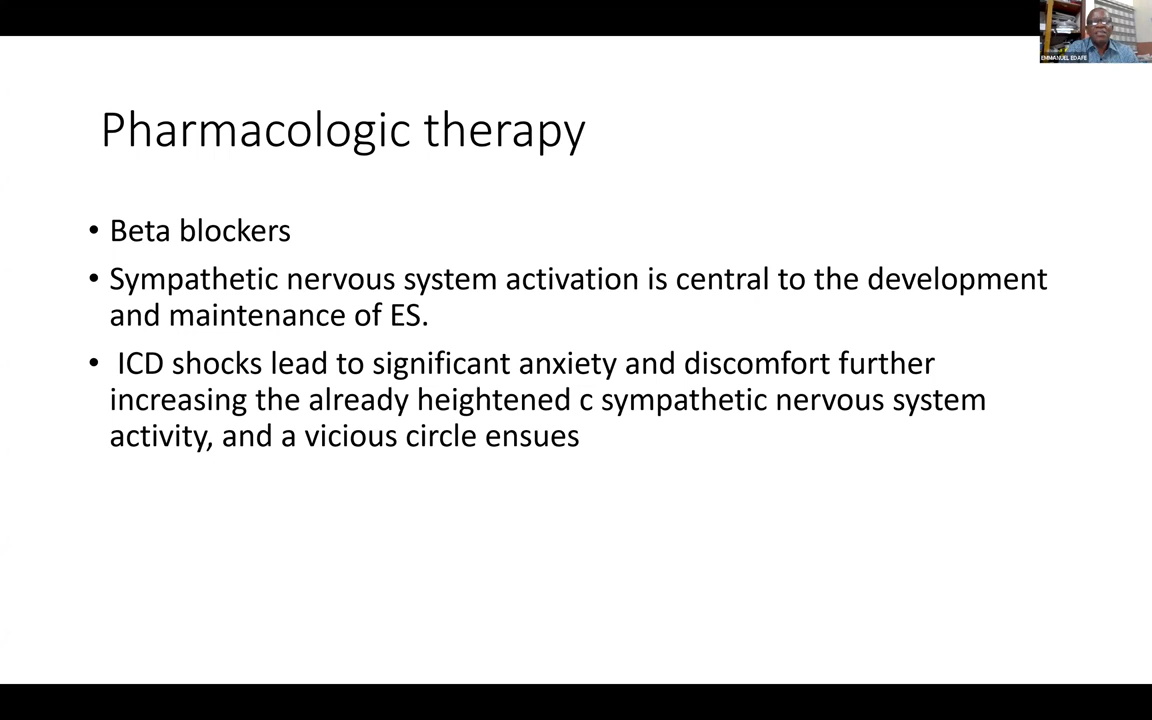 EMMANUEL EDAFE
Pharmacologic therapy
• Beta blockers
• Sympathetic nervous system activation is central to the development
and maintenance of ES.
• ICD shocks lead to significant anxiety and discomfort further
increasing the already heightened c sympathetic nervous system
activity, and a vicious circle ensues